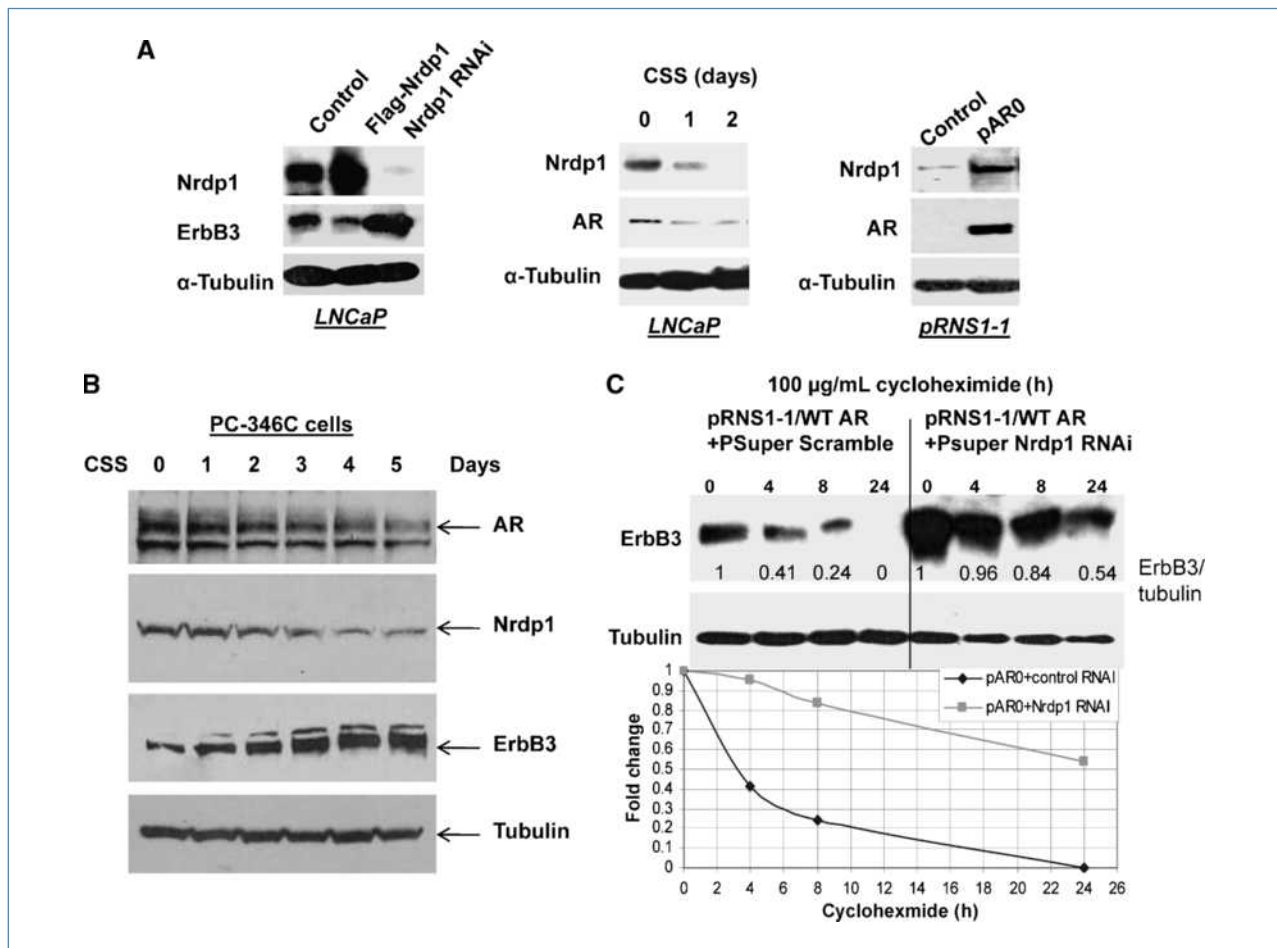 A
Control
Flag-Nrdp1
Nrdp1 RNAi
Nrdp1
ErbB3
α-Tubulin
LNCaP
CSS (days)
0 1 2
Nrdp1
AR
α-Tubulin
LNCaP
Control
pAR0
Nrdp1
AR
α-Tubulin
pRNS1-1
B
PC-346C cells
CSS 0 1 2 3 4 5 Days
AR
Nrdp1
ErbB3
Tubulin
C
100 µg/mL cycloheximide (h)
pRNS1-1/WT AR
+PSuper Scramble
pRNS1-1/WT AR
+Psuper Nrdp1 RNAi
0 4 8 24 0 4 8 24
ErbB3
1 0.41 0.24 0 1 0.96 0.84 0.54
ErbB3/
tubulin
Tubulin
pAR0+control RNAI
pAR0+Nrdp1 RNAI
Fold change
1
0.9
0.8
0.7
0.6
0.5
0.4
0.3
0.2
0.1
0
0 2 4 6 8 10 12 14 16 18 20 22 24 26
Cyclohexmide (h)